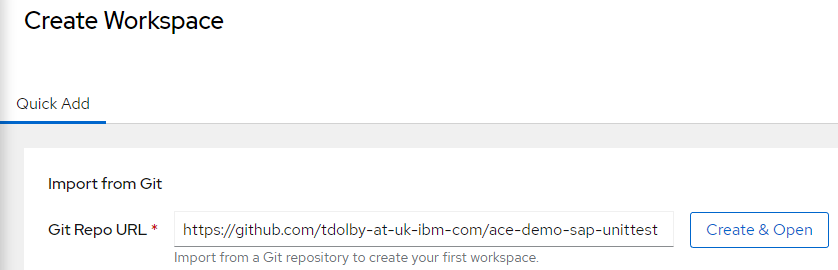 Create Workspace
Quick Add
Import from Git
Git Repo URL * https://github.com/tdolby-at-uk-ibm-com/ace-demo-sap-unittest Create & Open
Import from a Git repository to create your first workspace.